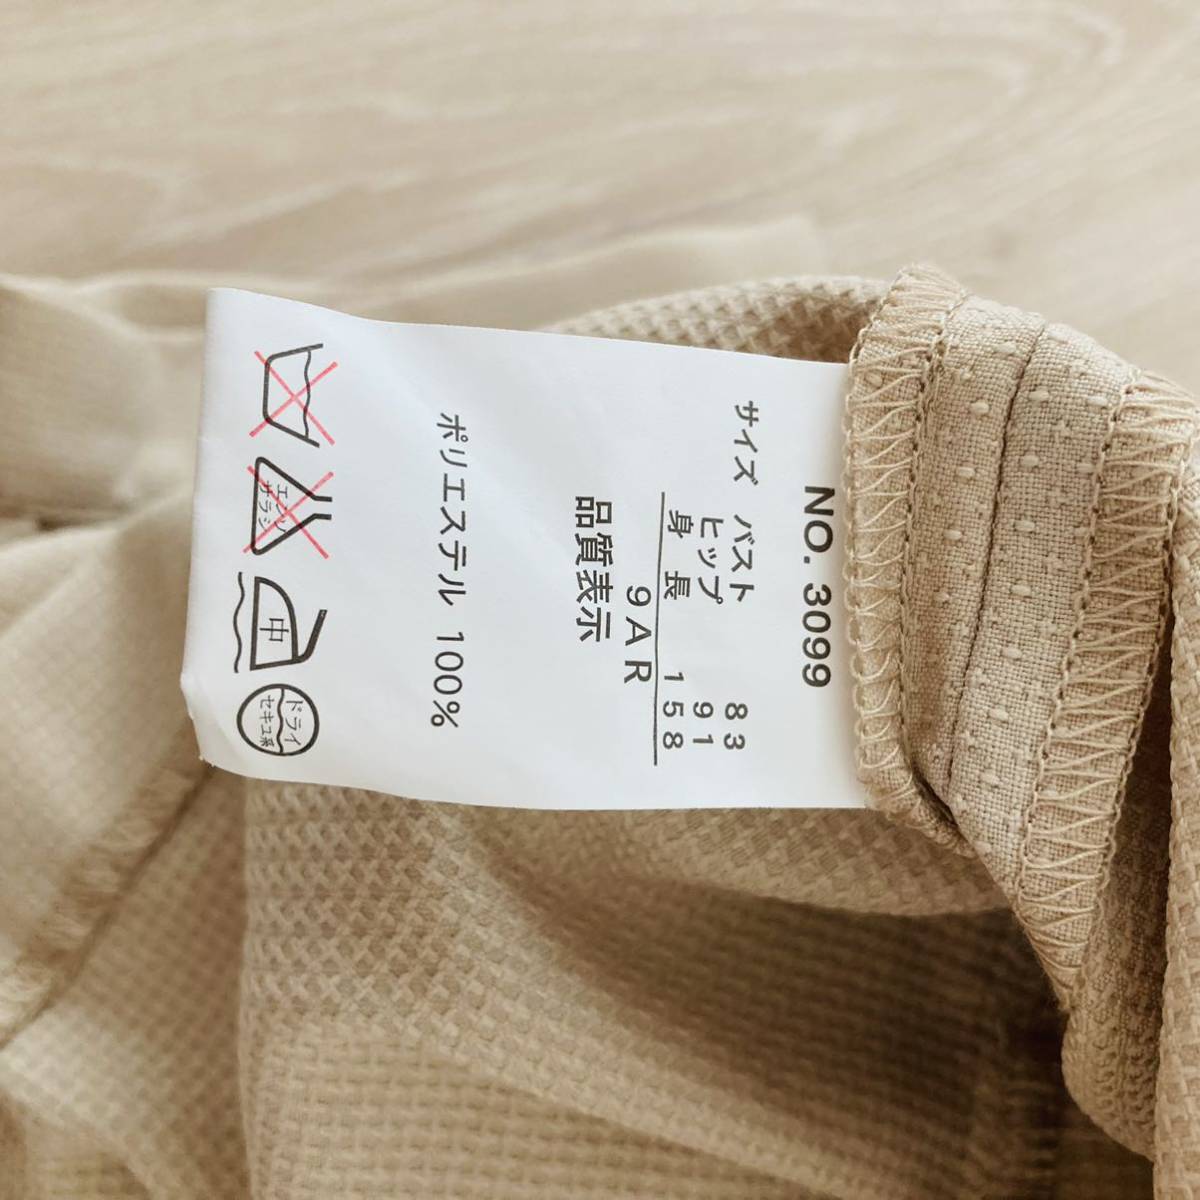 NO. 3099
サイズ バスト 83
ヒップ 91
身長 158
9AR
品質表示
ポリエステル 100%
エンソ
サラシ
中
ドライ
セキユ系